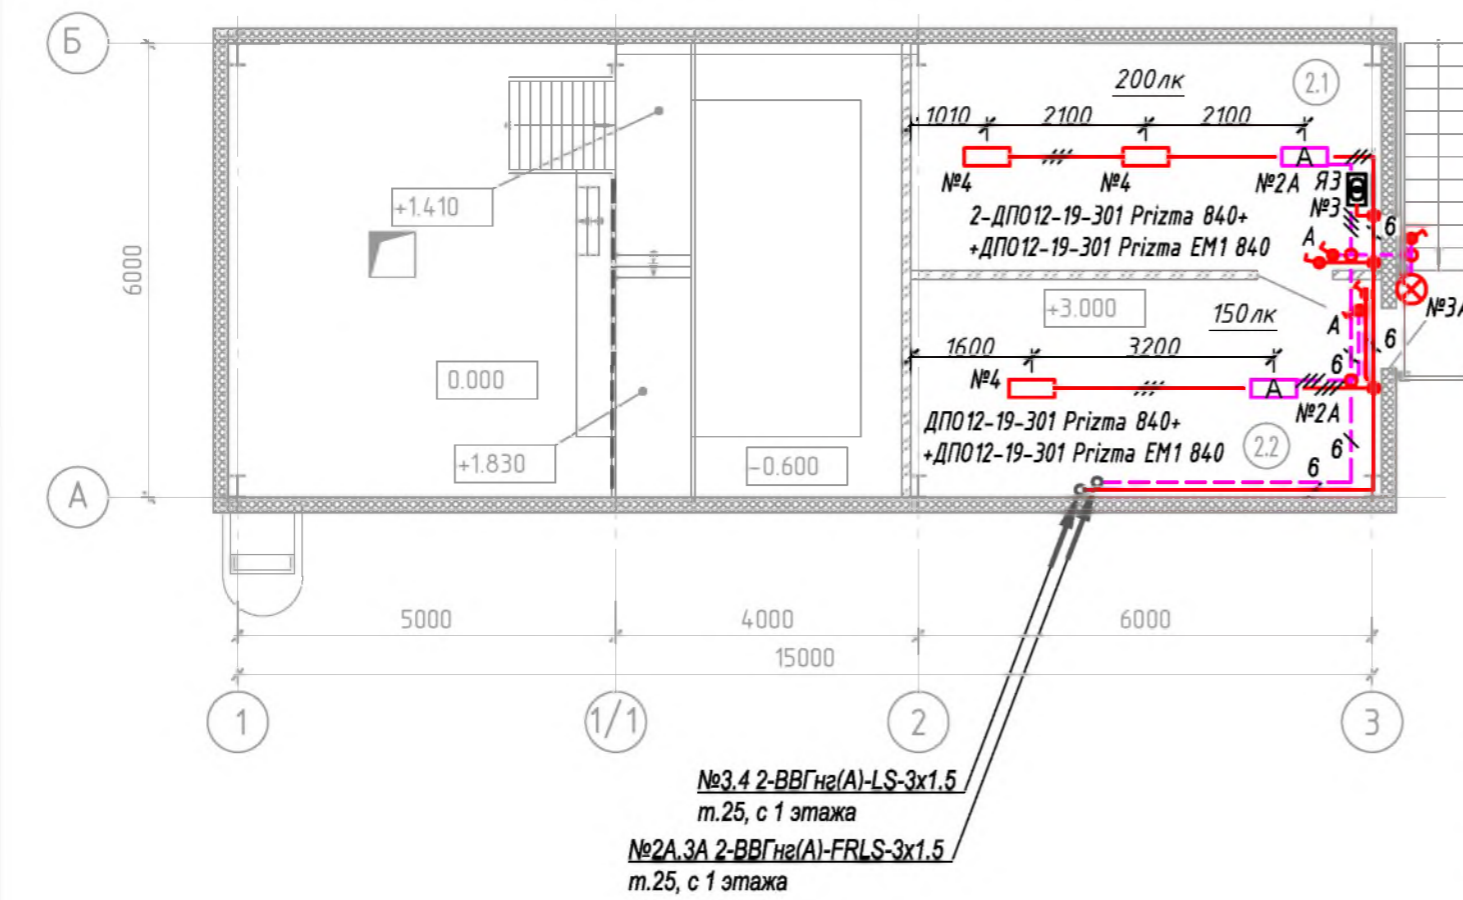 Б
200лк
2.1
1010
2100
2100
А
№4
№4
№2А
ЯЗ
№3
+1.410
2-ДПО12-19-301 Prizma 840+
+ДПО12-19-301 Prizma EM1 840
А
6
6000
+3.000
150лк
№3А
А
6
6
1600
3200
0.000
№4
А
№2А
ДПО12-19-301 Prizma 840+
+ДПО12-19-301 Prizma EM1 840
2.2
6
6
+1.830
-0.600
А
5000
4000
6000
15000
1
1/1
2
3
№3.4 2-ВВГнг(А)-LS-3х1.5
т.25, с 1 этажа
№2А.3А 2-ВВГнг(А)-FRLS-3х1.5
т.25, с 1 этажа